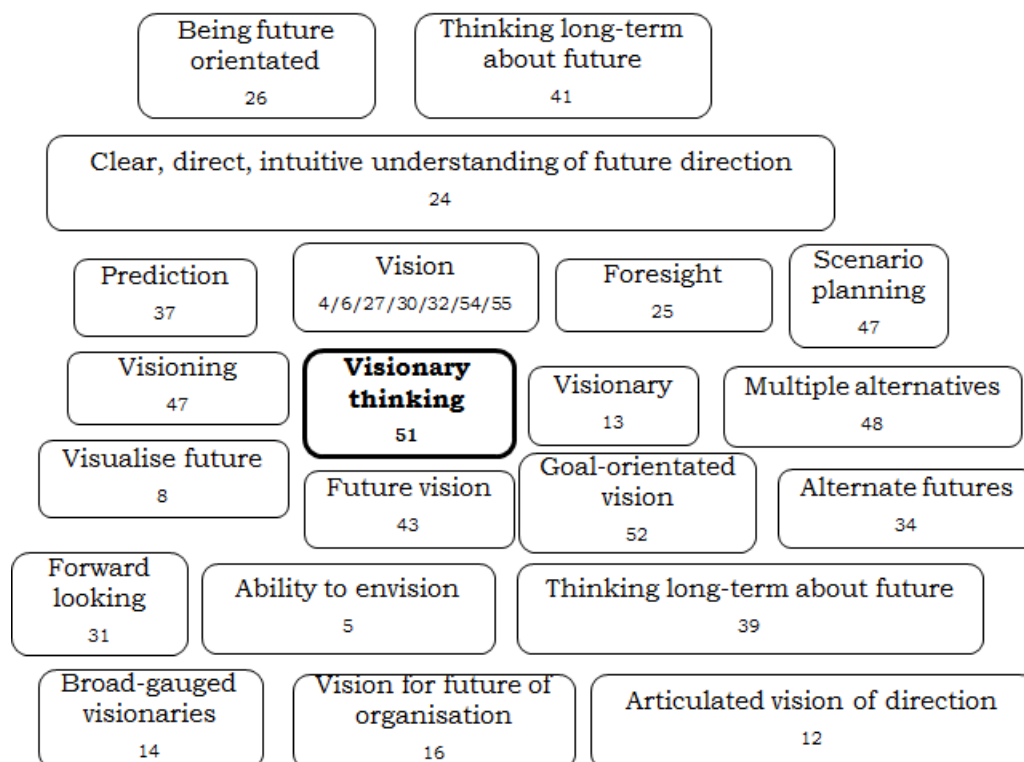 Being future
orientated
26
Thinking long-term
about future
41
Clear, direct, intuitive understanding of future direction
24
Prediction
37
Vision
4/6/27/30/32/54/55
Foresight
25
Scenario
planning
47
Visioning
47
Visionary
thinking
51
Visionary
13
Multiple alternatives
48
Visualise future
8
Future vision
43
Goal-orientated
vision
52
Alternate futures
34
Forward
looking
31
Ability to envision
5
Thinking long-term about future
39
Broad-gauged
visionaries
14
Vision for future of
organisation
16
Articulated vision of direction
12